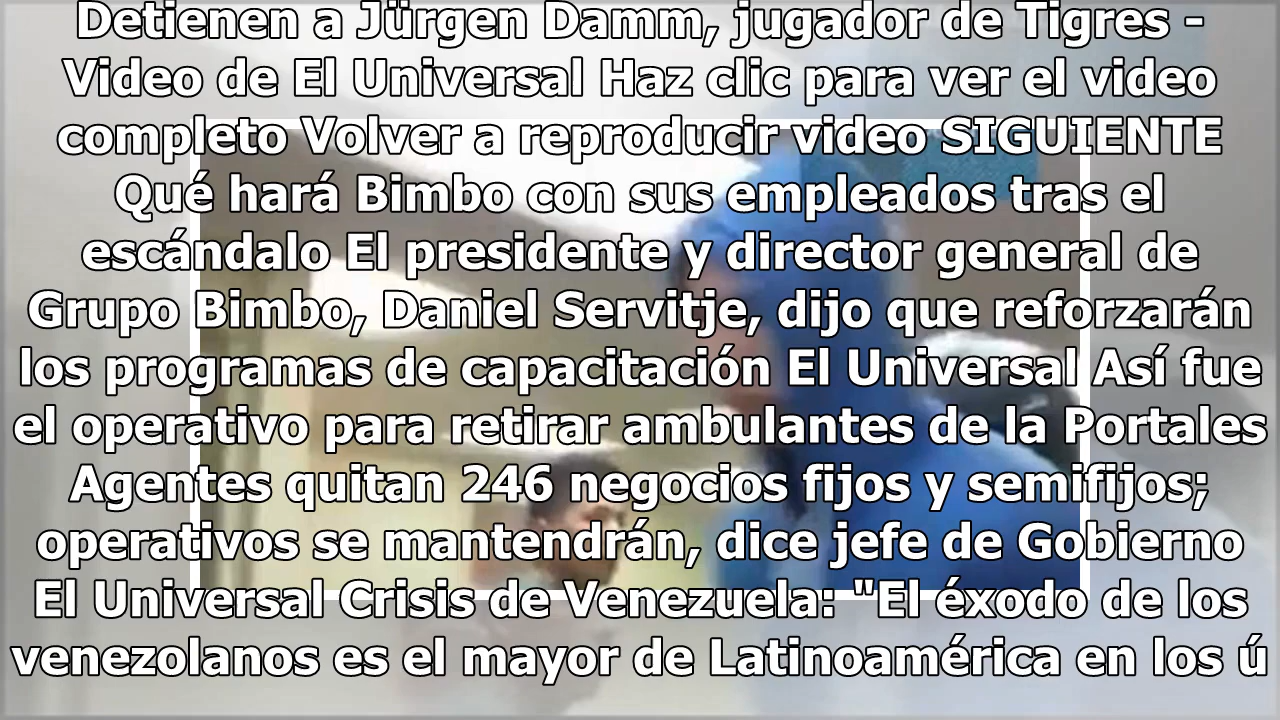 Detienen a Jürgen Damm, jugador de Tigres -
Video de El Universal Haz clic para ver el video
completo Volver a reproducir video SIGUIENTE
Qué hará Bimbo con sus empleados tras el
escándalo El presidente y director general de
Grupo Bimbo, Daniel Servitje, dijo que reforzarán
los programas de capacitación El Universal Así fue
el operativo para retirar ambulantes de la Portales
Agentes quitan 246 negocios fijos y semifijos;
operativos se mantendrán, dice jefe de Gobierno
El Universal Crisis de Venezuela: "El éxodo de los
venezolanos es el mayor de Latinoamérica en los ú